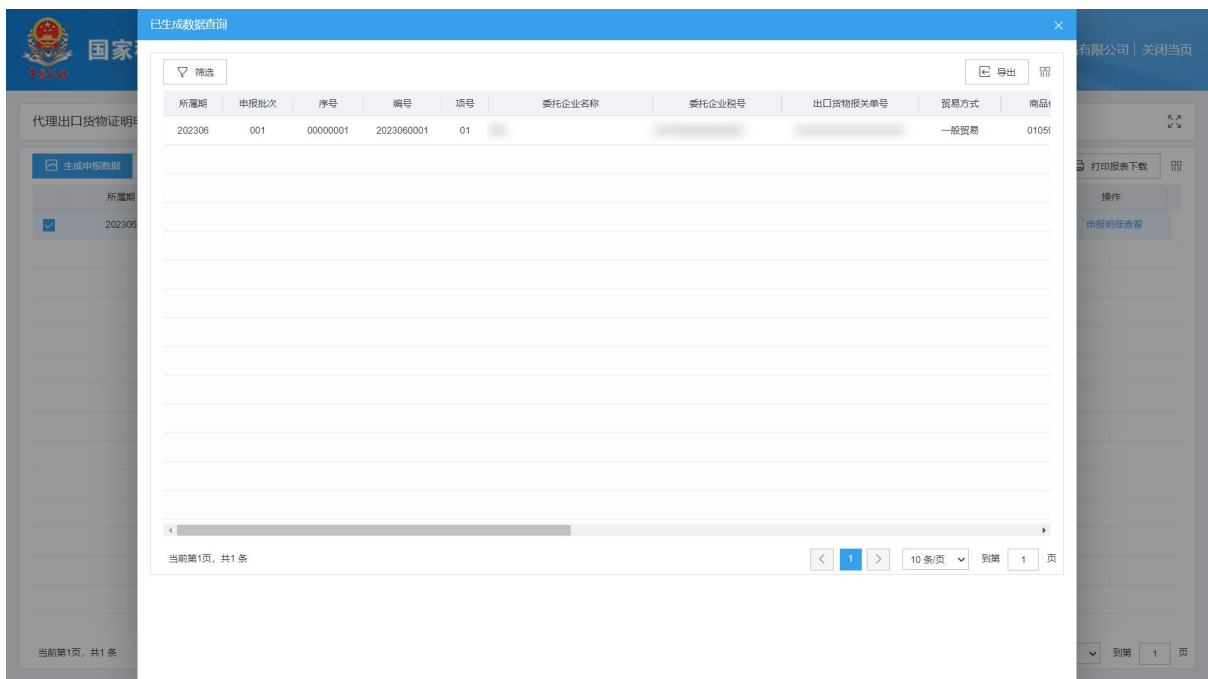 已生成数据查询
国家
有限公司 | 关闭当页
筛选
导出
所属期 申报批次 序号 编号 项号 委托企业名称 委托企业税号 出口货物报关单号 贸易方式 商品
202306 001 00000001 2023060001 01 一般贸易 0105
代理出口货物证明
生成申报数据
打印报表下载
所属期 操作
202306 申报明细查看
当前第1页，共1条
1
10 条/页
到第 1 页
当前第1页，共1条
到第 1 页